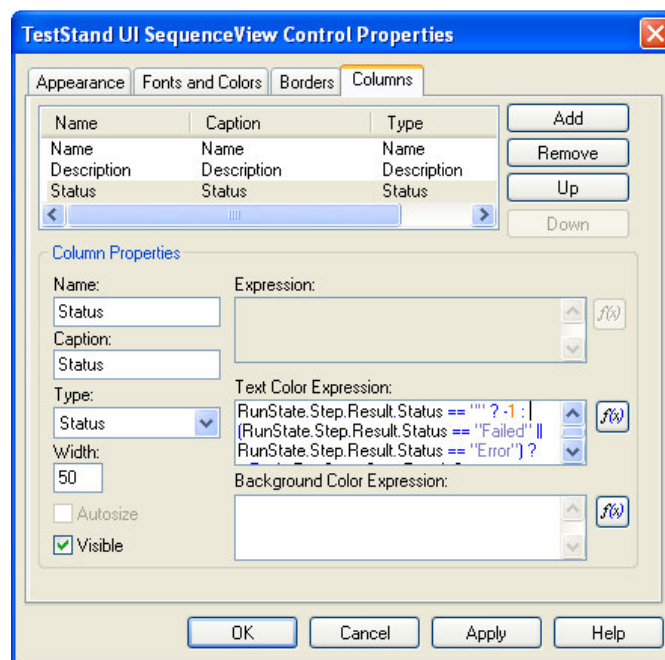 TestStand UI SequenceView Control Properties
Appearance Fonts and Colors Borders Columns
Name Caption Type
Name Name Name
Description Description Description
Status Status Status
Add
Remove
Up
Down
Column Properties
Name:
Status
Caption:
Status
Type:
Status
Width:
50
Autosize
Visible
Expression:
f(x)
Text Color Expression:
RunState.Step.Result.Status == "" ? -1 :
(RunState.Step.Result.Status == "Failed" ||
RunState.Step.Result.Status == "Error") ?
f(x)
Background Color Expression:
f(x)
OK Cancel Apply Help